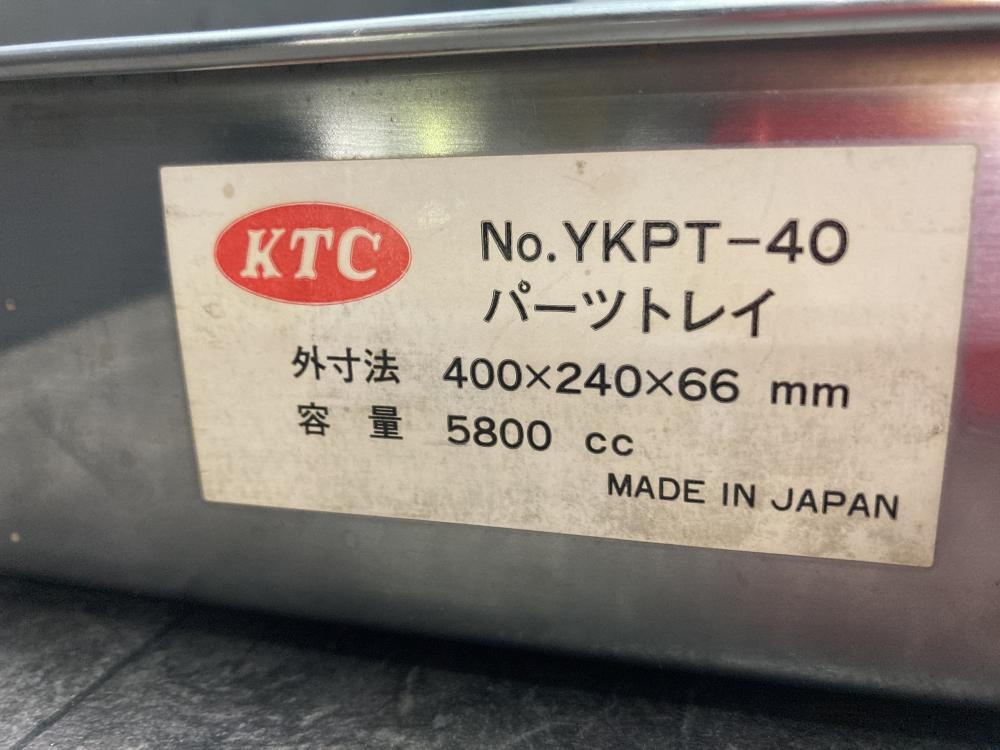 KTC
No.YKPT-40
パーツトレイ
外寸法 400×240×66 mm
容量 5800 cc
MADE IN JAPAN